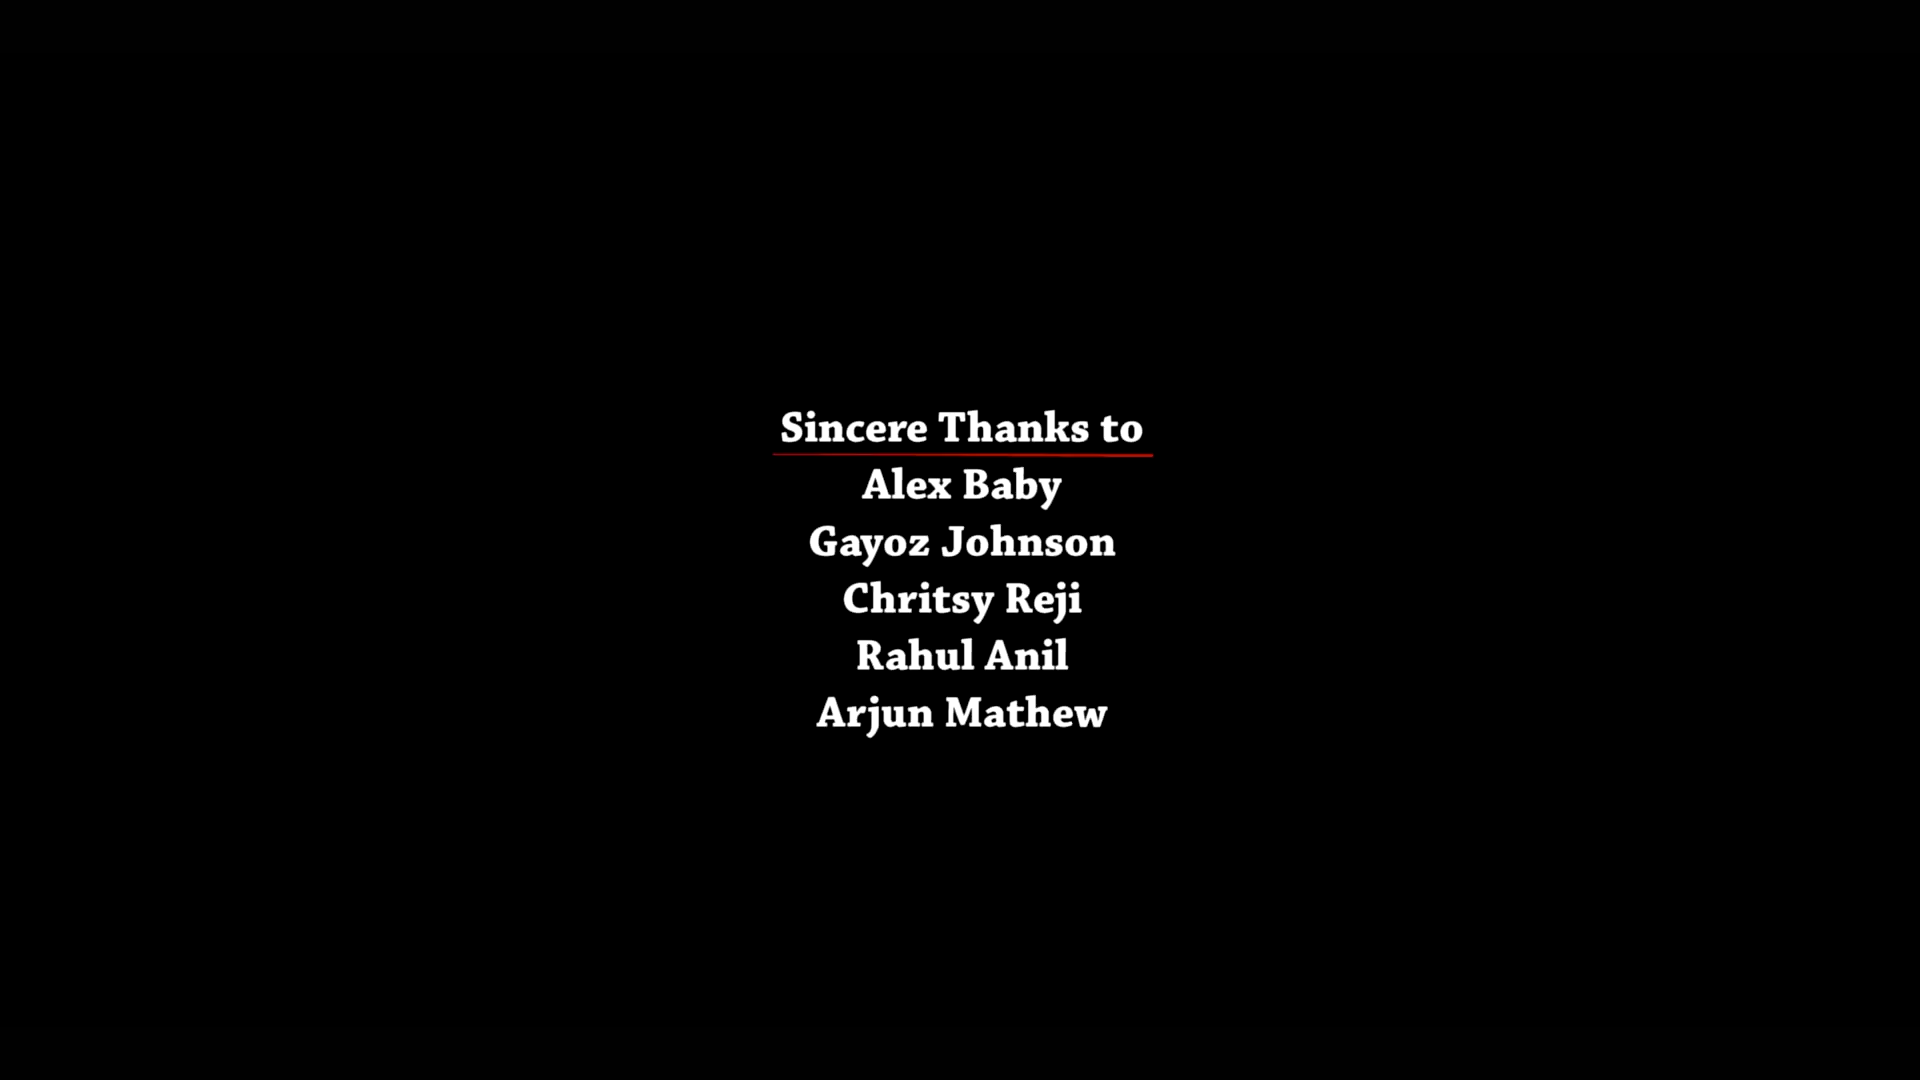 Sincere Thanks to
Alex Baby
Gayoz Johnson
Chritsy Reji
Rahul Anil
Arjun Mathew